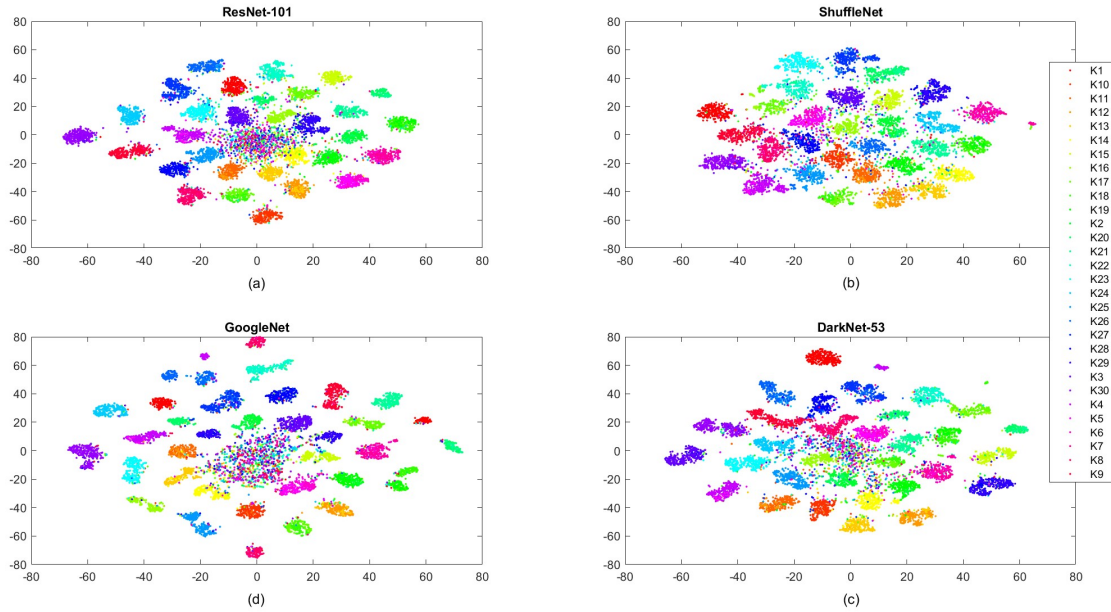 ResNet-101
80
60
40
20
0
-20
-40
-60
-80
-80 -60 -40 -20 0 20 40 60 80
(a)
ShuffleNet
80
60
40
20
0
-20
-40
-60
-80
-80 -60 -40 -20 0 20 40 60 80
(b)
K1
K10
K11
K12
K13
K14
K15
K16
K17
K18
K19
K2
K20
K21
K22
K23
K24
K25
K26
K27
K28
K29
K3
K30
K4
K5
K6
K7
K8
K9
GoogleNet
80
60
40
20
0
-20
-40
-60
-80
-80 -60 -40 -20 0 20 40 60 80
(d)
DarkNet-53
80
60
40
20
0
-20
-40
-60
-80
-80 -60 -40 -20 0 20 40 60 80
(c)